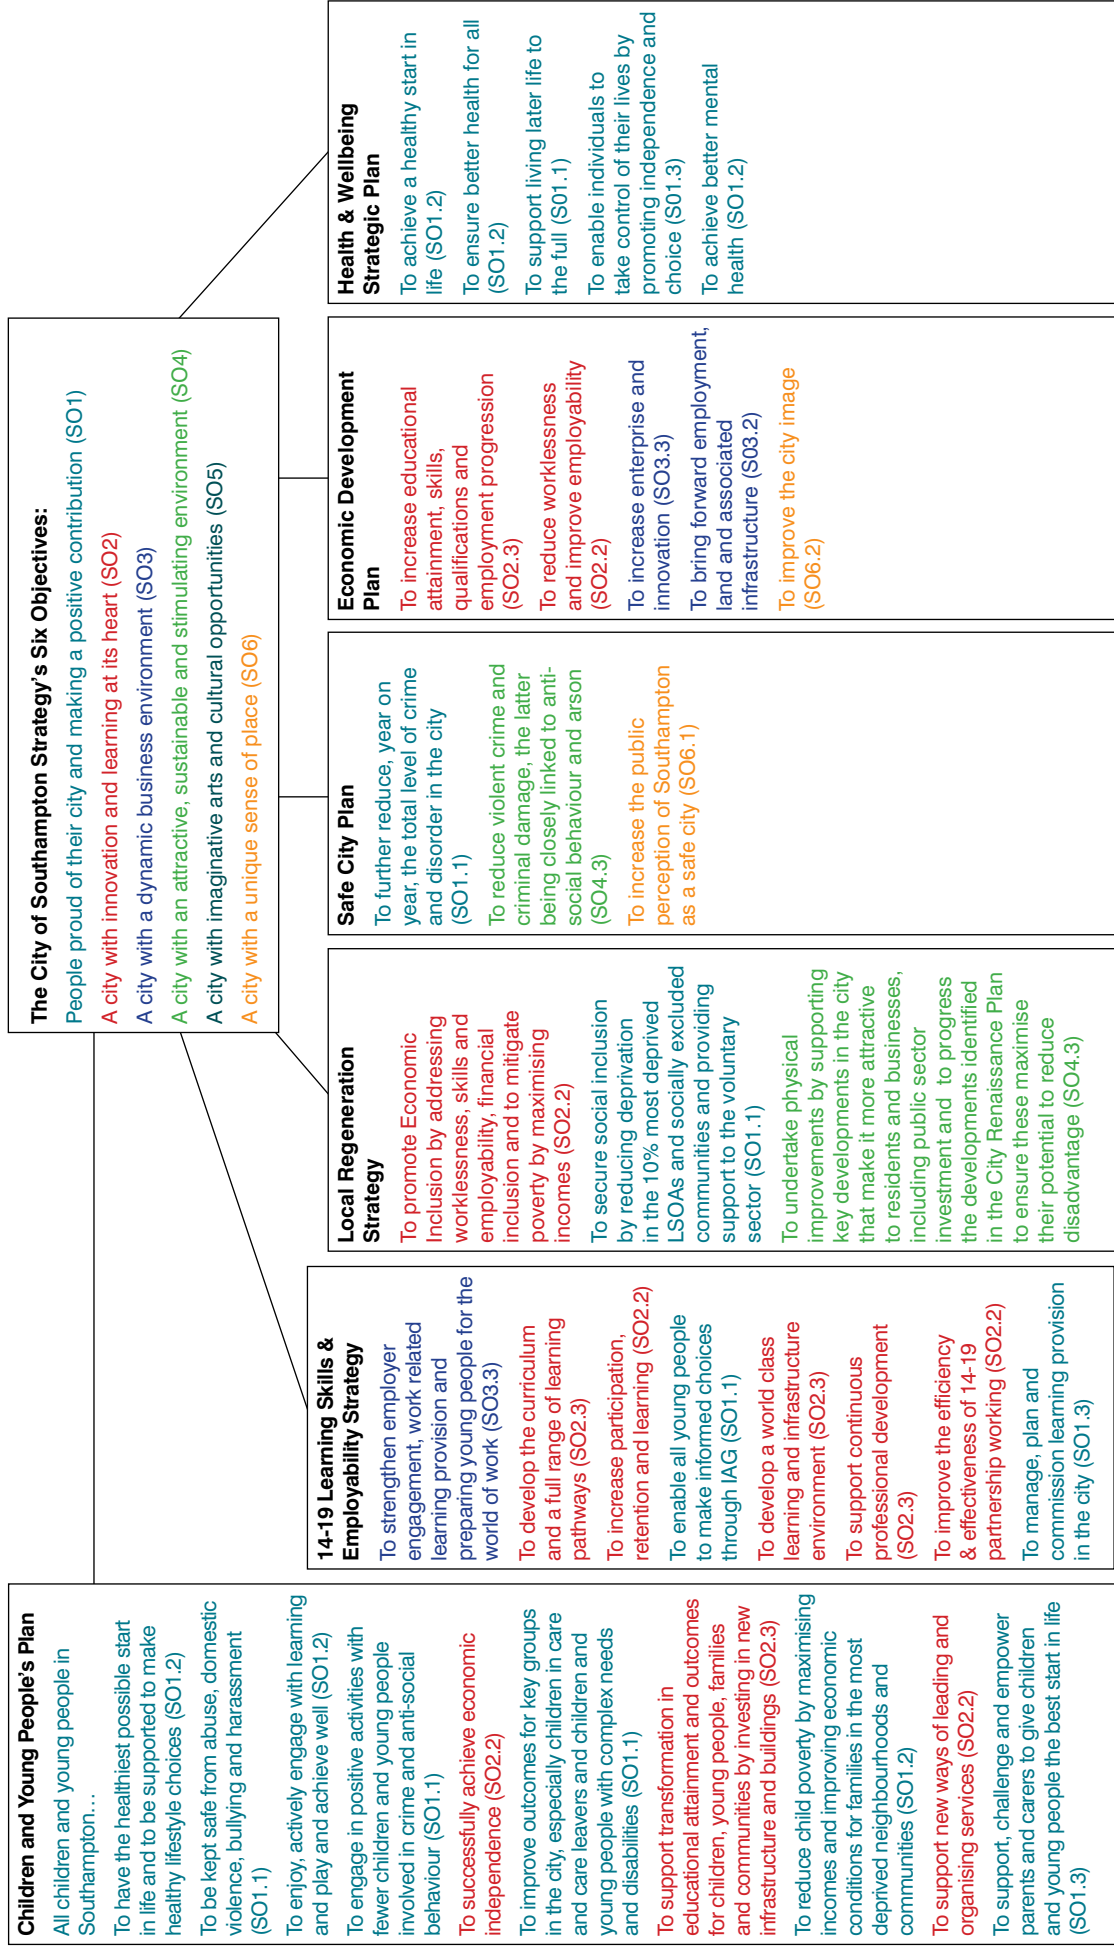 The City of Southampton Strategy's Six Objectives:
People proud of their city and making a positive contribution (SO1)
A city with innovation and learning at its heart (SO2)
A city with a dynamic business environment (SO3)
A city with an attractive, sustainable and stimulating environment (SO4)
A city with imaginative arts and cultural opportunities (SO5)
A city with a unique sense of place (SO6)
Children and Young People's Plan
All children and young people in
Southampton...
To have the healthiest possible start
in life and to be supported to make
healthy lifestyle choices (SO1.2)
To be kept safe from abuse, domestic
violence, bullying and harassment
(SO1.1)
To enjoy, actively engage with learning
and play and achieve well (SO1.2)
To engage in positive activities with
fewer children and young people
involved in crime and anti-social
behaviour (SO1.1)
To successfully achieve economic
independence (SO2.2)
To improve outcomes for key groups
in the city, especially children in care
and care leavers and children and
young people with complex needs
and disabilities (SO1.1)
To support transformation in
educational attainment and outcomes
for children, young people, families
and communities by investing in new
infrastructure and buildings (SO2.3)
To reduce child poverty by maximising
incomes and improving economic
conditions for families in the most
deprived neighbourhoods and
communities (SO1.2)
To support new ways of leading and
organising services (SO2.2)
To support, challenge and empower
parents and carers to give children
and young people the best start in life
(SO1.3)
14-19 Learning Skills &
Employability Strategy
To strengthen employer
engagement, work related
learning provision and
preparing young people for the
world of work (SO3.3)
To develop the curriculum
and a full range of learning
pathways (SO2.3)
To increase participation,
retention and learning (SO2.2)
To enable all young people
to make informed choices
through IAG (SO1.1)
To develop a world class
learning and infrastructure
environment (SO2.3)
To support continuous
professional development
(SO2.3)
To improve the efficiency
& effectiveness of 14-19
partnership working (SO2.2)
To manage, plan and
commission learning provision
in the city (SO1.3)
Local Regeneration
Strategy
To promote Economic
Inclusion by addressing
worklessness, skills and
employability, financial
inclusion and to mitigate
poverty by maximising
incomes (SO2.2)
To secure social inclusion
by reducing deprivation
in the 10% most deprived
LSOAs and socially excluded
communities and providing
support to the voluntary
sector (SO1.1)
To undertake physical
improvements by supporting
key developments in the city
that make it more attractive
to residents and businesses,
including public sector
investment and to progress
the developments identified
in the City Renaissance Plan
to ensure these maximise
their potential to reduce
disadvantage (SO4.3)
Safe City Plan
To further reduce, year on
year, the total level of crime
and disorder in the city
(SO1.1)
To reduce violent crime and
criminal damage, the latter
being closely linked to anti-
social behaviour and arson
(SO4.3)
To increase the public
perception of Southampton
as a safe city (SO6.1)
Economic Development
Plan
To increase educational
attainment, skills,
qualifications and
employment progression
(SO2.3)
To reduce worklessness
and improve employability
(SO2.2)
To increase enterprise and
innovation (SO3.3)
To bring forward employment,
land and associated
infrastructure (S03.2)
To improve the city image
(SO6.2)
Health & Wellbeing
Strategic Plan
To achieve a healthy start in
life (SO1.2)
To ensure better health for all
(SO1.2)
To support living later life to
the full (S01.1)
To enable individuals to
take control of their lives by
promoting independence and
choice (S01.3)
To achieve better mental
health (SO1.2)